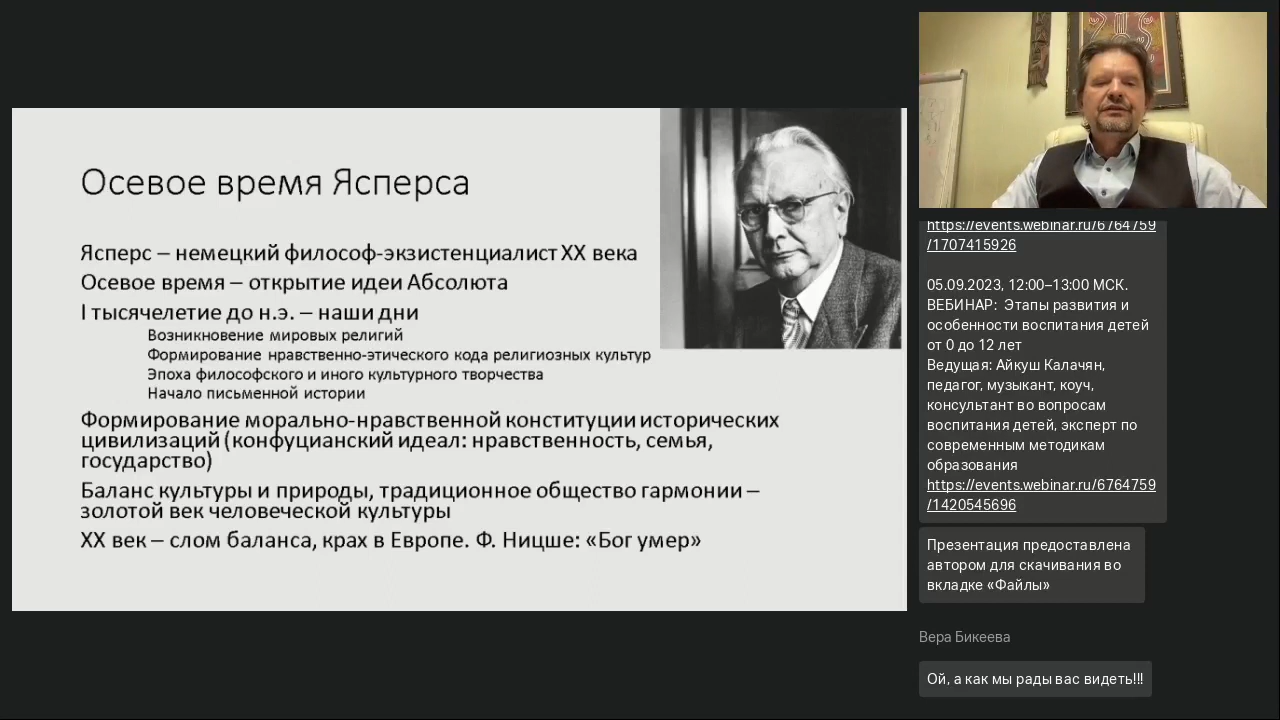 Осевое время Ясперса
Ясперс – немецкий философ-экзистенциалист XX века
Осевое время – открытие идеи Абсолюта
I тысячелетие до н.э. – наши дни
Возникновение мировых религий
Формирование нравственно-этического кода религиозных культур
Эпоха философского и иного культурного творчества
Начало письменной истории
Формирование морально-нравственной конституции исторических
цивилизаций (конфуцианский идеал: нравственность, семья,
государство)
Баланс культуры и природы, традиционное общество гармонии –
золотой век человеческой культуры
XX век – слом баланса, крах в Европе. Ф. Ницше: «Бог умер»
https://events.webinar.ru/6764759
/1707415926
05.09.2023, 12:00–13:00 МСК.
ВЕБИНАР: Этапы развития и
особенности воспитания детей
от 0 до 12 лет
Ведущая: Айкуш Калачян,
педагог, музыкант, коуч,
консультант во вопросам
воспитания детей, эксперт по
современным методикам
образования
https://events.webinar.ru/6764759
/1420545696
Презентация предоставлена
автором для скачивания во
вкладке «Файлы»
Вера Бикеева
Ой, а как мы рады вас видеть!!!